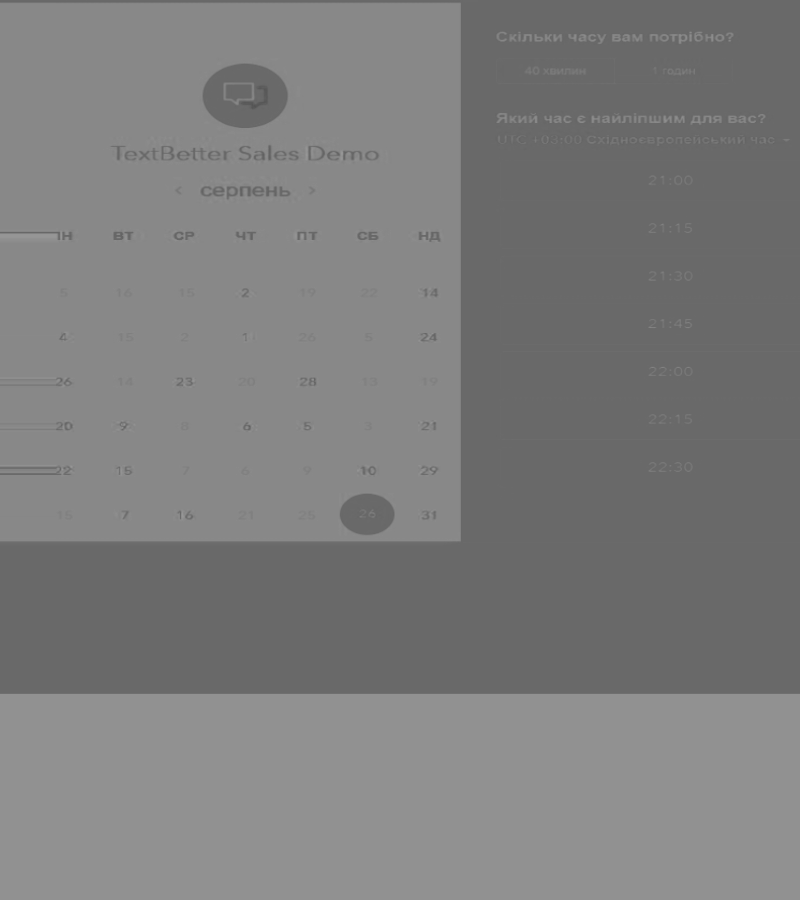 TextBetter Sales Demo
< серпень >
ПН ВТ СР ЧТ ПТ СБ НД
5 16 15 2 19 22 14
4 15 2 1 26 5 24
26 14 23 20 28 13 19
20 9 8 6 5 3 21
22 15 7 6 9 10 29
15 7 16 21 25 26 31
Скільки часу вам потрібно?
40 хвилин 1 годин
Який час є найліпшим для вас?
UTC +03:00 Східноєвропейський час
21:00
21:15
21:30
21:45
22:00
22:15
22:30